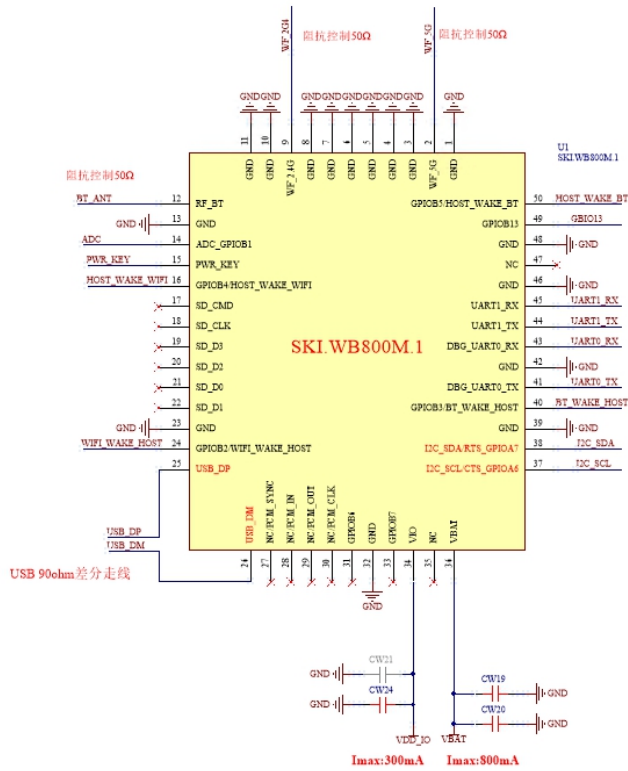 WF_2G4
阻抗控制50Ω
WF_5G
阻抗控制50Ω
GND GND GND GND GND GND GND GND GND
11 10 9 8 7 6 5 4 3 2 1
GND GND WF_2.4G GND GND GND GND GND GND WF_5G GND
U1
SKI.WB800M.1
阻抗控制50Ω
BT_ANT 12 RF_BT
GND 13 GND
ADC 14 ADC_GPIOB1
PWR_KEY 15 PWR_KEY
HOST_WAKE_WIFI 16 GPIOB4/HOST_WAKE_WIFI
17 SD_CMD
18 SD_CLK
19 SD_D3
20 SD_D2
21 SD_D0
22 SD_D1
GND 23 GND
WIFI_WAKE_HOST 24 GPIOB2/WIFI_WAKE_HOST
25 USB_DP
SKI.WB800M.1
GPIOB5/HOST_WAKE_BT 50 HOST_WAKE_BT
GPIOB13 49 GBIO13
GND 48 GND
NC 47
GND 46 GND
UART1_RX 45 UART1_RX
UART1_TX 44 UART1_TX
DBG_UART0_RX 43 UART0_RX
GND 42 GND
DBG_UART0_TX 41 UART0_TX
GPIOB3/BT_WAKE_HOST 40 BT_WAKE_HOST
GND 39 GND
I2C_SDA/RTS_GPIOA7 38 I2C_SDA
I2C_SCL/CTS_GPIOA6 37 I2C_SCL
USB_DM NC/PCM_SYNC NC/PCM_IN NC/PCM_OUT NC/PCM_CLK GPIOB6 GND GPIOB7 VIO NC VBAT
24 27 28 29 30 31 32 33 34 35 34
USB_DP
USB_DM
USB 90ohm差分走线
GND
GND CW21
GND CW24
CW19 GND
CW20 GND
VDD_IO VBAT
Imax:300mA Imax:800mA